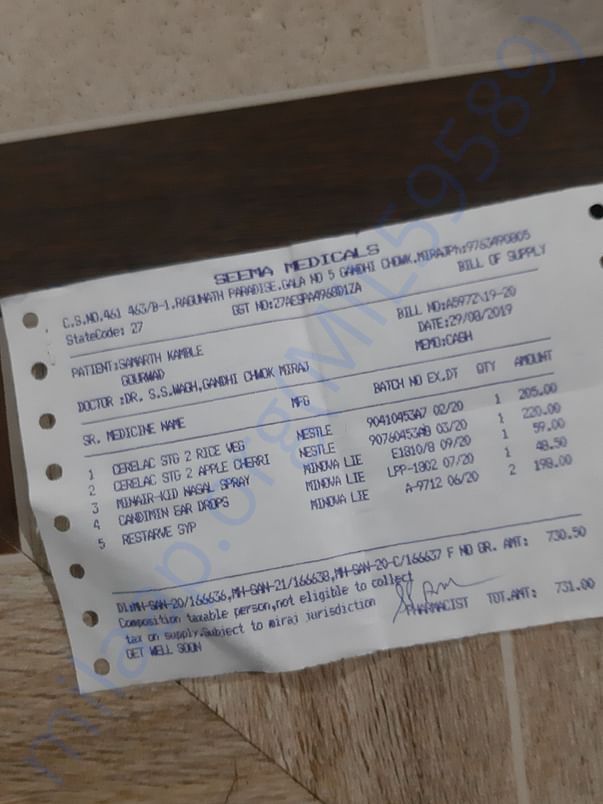 SEEMA MEDICALS
C.S.NO.461 463/B-1,RAGUNATH PARADISE.GALA NO 5 GANDHI CHOWK,MIRAJPh:9763490805
StateCode: 27 GST NO:27AESPA4968D1ZA BILL OF SUPPLY
PATIENT:SAMARTH KAMBLE BILL NO:A5972\19-20
GOURWAD DATE:29/08/2019
DOCTOR :DR. S.S.WAGH,GANDHI CHWOK MIRAJ MEMO:CASH
SR. MEDICINE NAME MFG BATCH NO EX.DT QTY AMOUNT
1 CERELAC STG 2 RICE VEG NESTLE 90410453A7 02/20 1 205.00
2 CERELAC STG 2 APPLE CHERRI NESTLE 90760453A8 03/20 1 220.00
3 MINAIR-KID NASAL SPRAY MINOVA LIE E1810/8 09/20 1 59.00
4 CANDIMIN EAR DROPS MINOVA LIE LPP-1802 07/20 1 48.50
5 RESTARVE SYP MINOVA LIE A-9712 06/20 2 198.00
DL:MH-SAN-20/166636,MH-SAN-21/166638,MH-SAN-20-C/166637 F NO GR. AMT: 730.50
Composition taxable person,not eligible to collect
tax on supply.Subject to miraj jurisdiction PHARMACIST TOT.AMT: 731.00
GET WELL SOON
milaap.org(MIL59589)